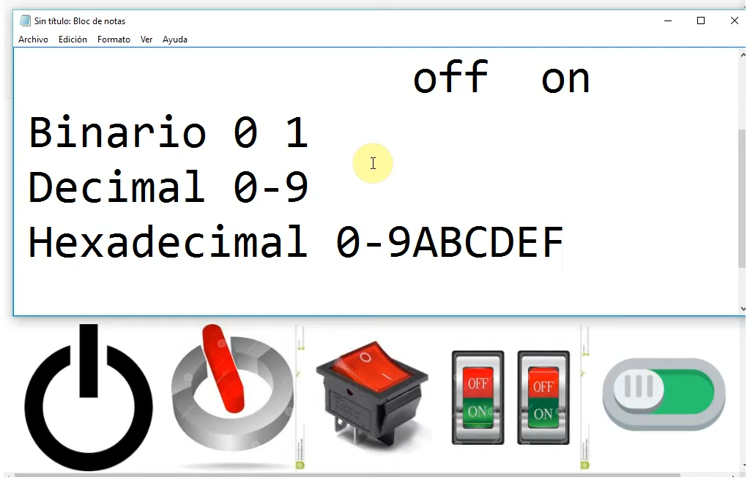 Sin título: Bloc de notas
Archivo Edición Formato Ver Ayuda
off on
Binario 0 1
Decimal 0-9
Hexadecimal 0-9ABCDEF
OFF OFF
ON ON